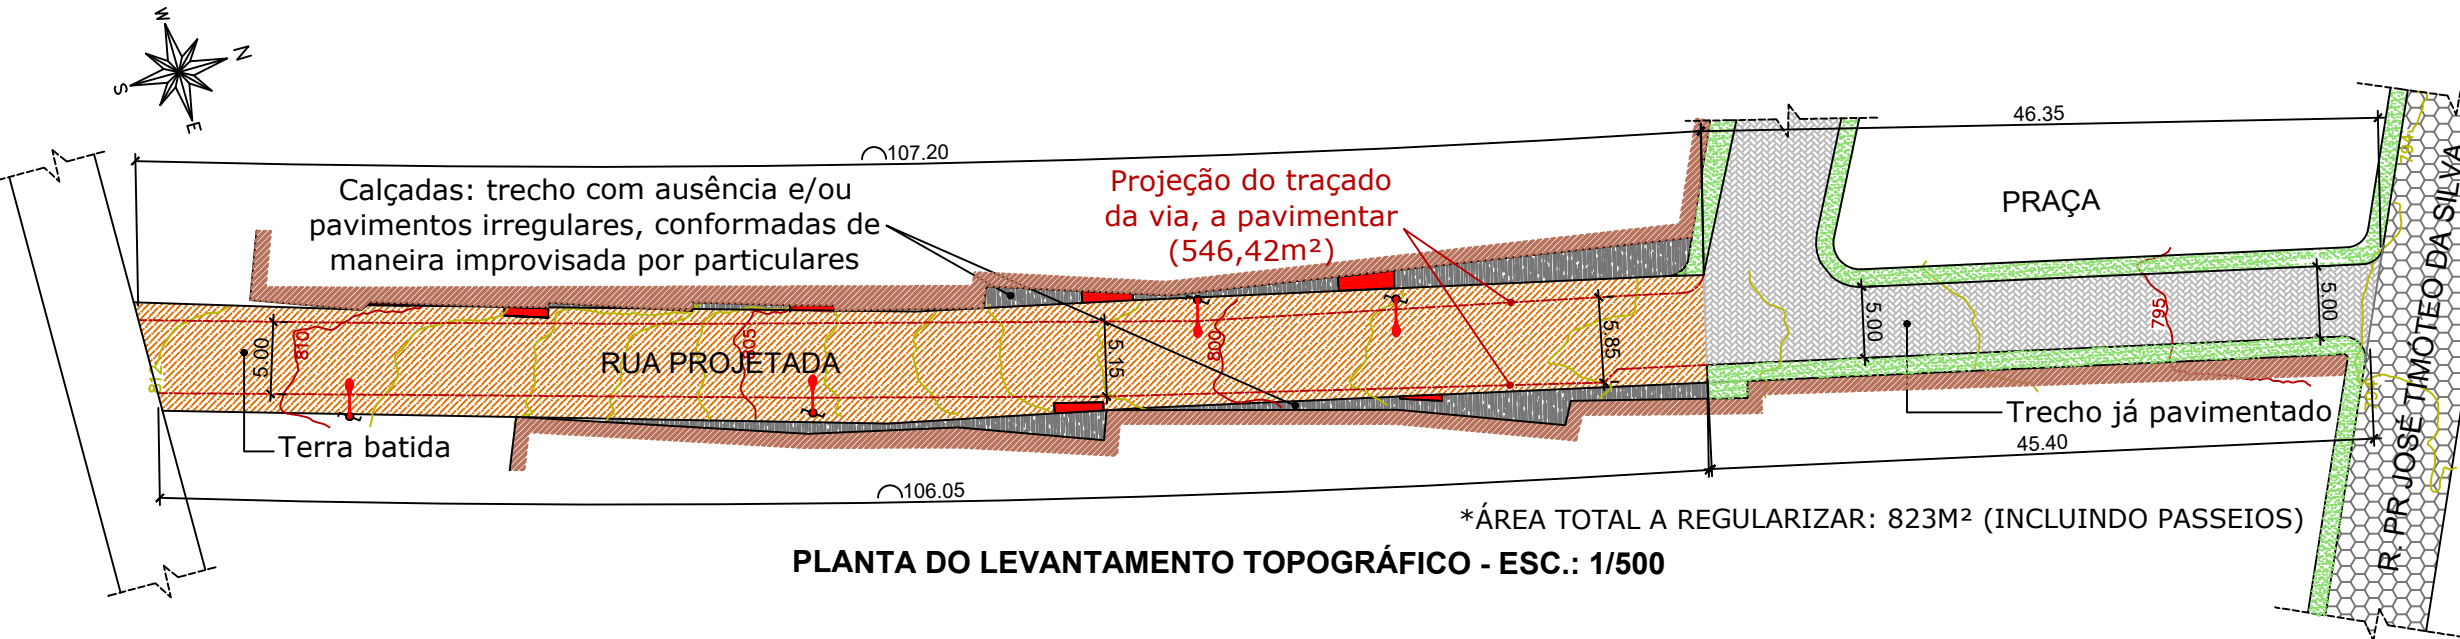 W
N
S
E
107.20
46.35
Calçadas: trecho com ausência e/ou
pavimentos irregulares, conformadas de
maneira improvisada por particulares
Projeção do traçado
da via, a pavimentar
(546,42m²)
PRAÇA
784
812
5.00
810
RUA PROJETADA
805
5.15
800
5.85
5.00
795
5.00
R. PR JOSÉ TIMÓTEO DA SILVA
Terra batida
Trecho já pavimentado
106.05
45.40
*ÁREA TOTAL A REGULARIZAR: 823M² (INCLUINDO PASSEIOS)
PLANTA DO LEVANTAMENTO TOPOGRÁFICO - ESC.: 1/500